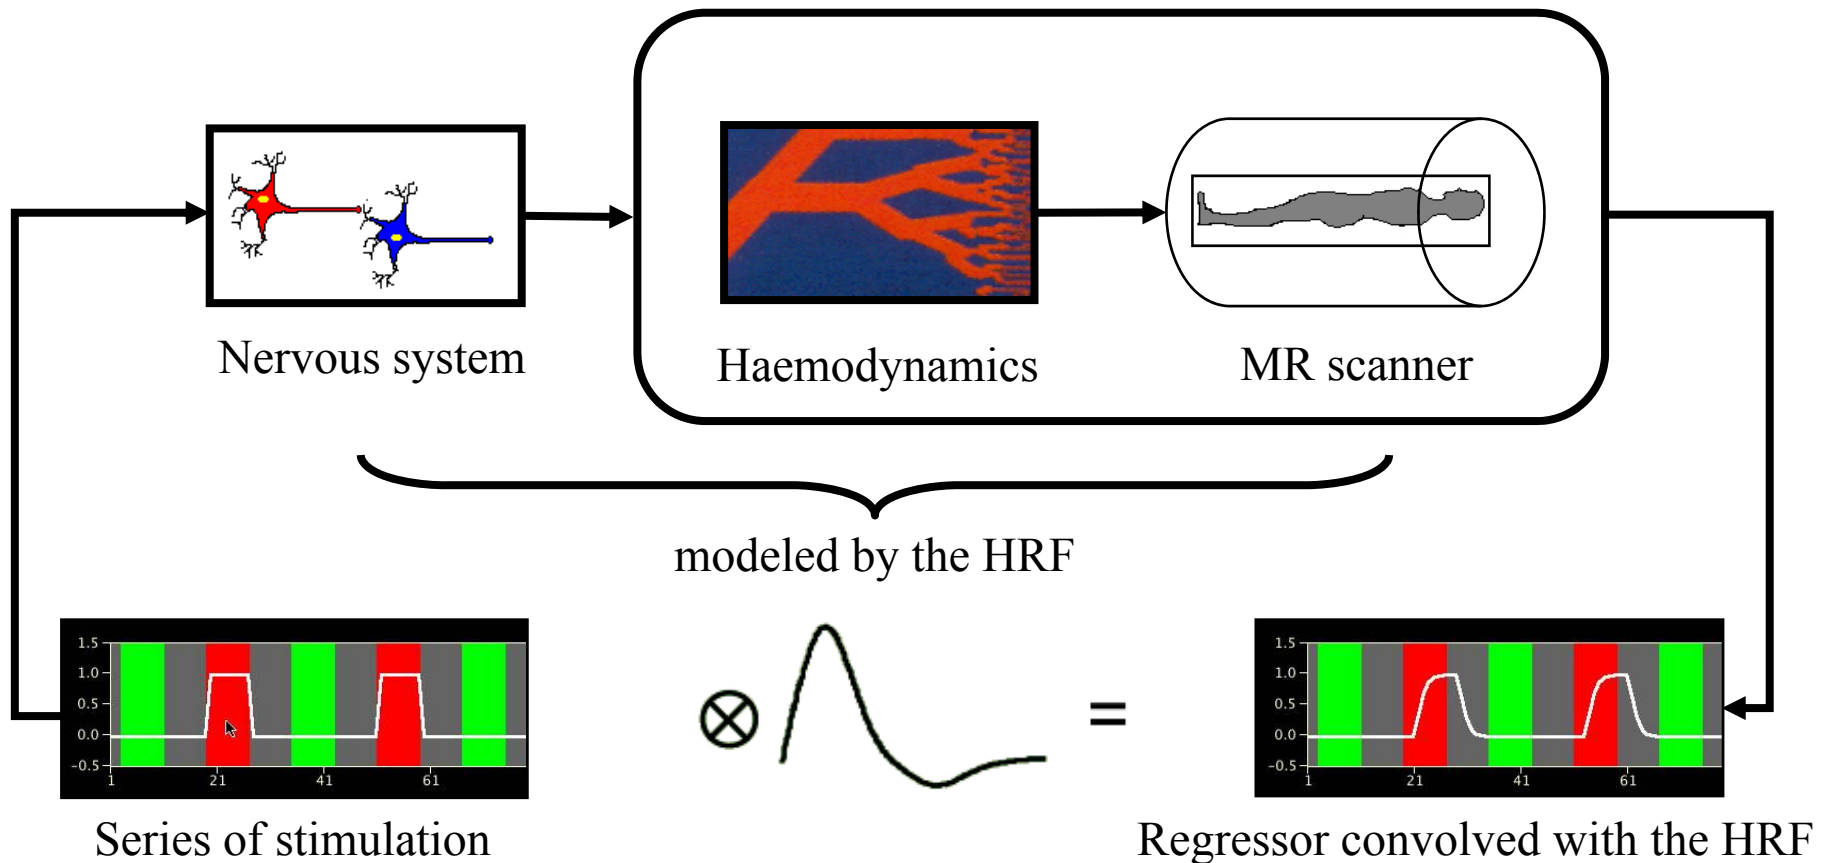 Nervous system
Haemodynamics
MR scanner
modeled by the HRF
1.5
1.0
0.5
0.0
-0.5
1 21 41 61
⊗
=
1.5
1.0
0.5
0.0
-0.5
1 21 41 61
Series of stimulation
Regressor convolved with the HRF